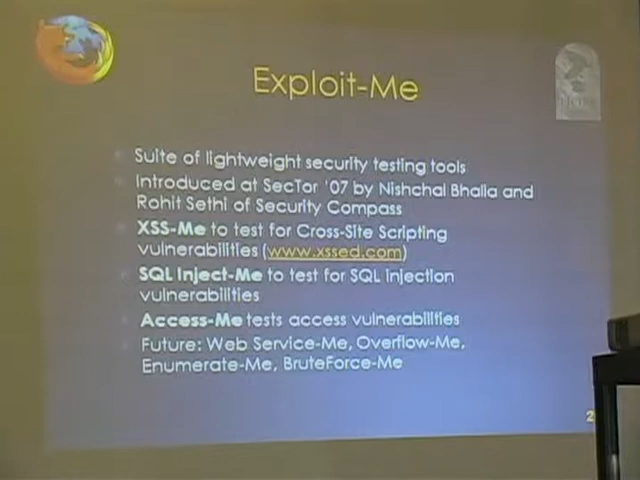 Exploit-Me
Suite of lightweight security testing tools
Introduced at SecTor '07 by Nishchal Bhalla and
Rohit Sethi of Security Compass
XSS-Me to test for Cross-Site Scripting
vulnerabilities (www.xssed.com)
SQL Inject-Me to test for SQL injection
vulnerabilities
Access-Me tests access vulnerabilities
Future: Web Service-Me, Overflow-Me,
Enumerate-Me, BruteForce-Me